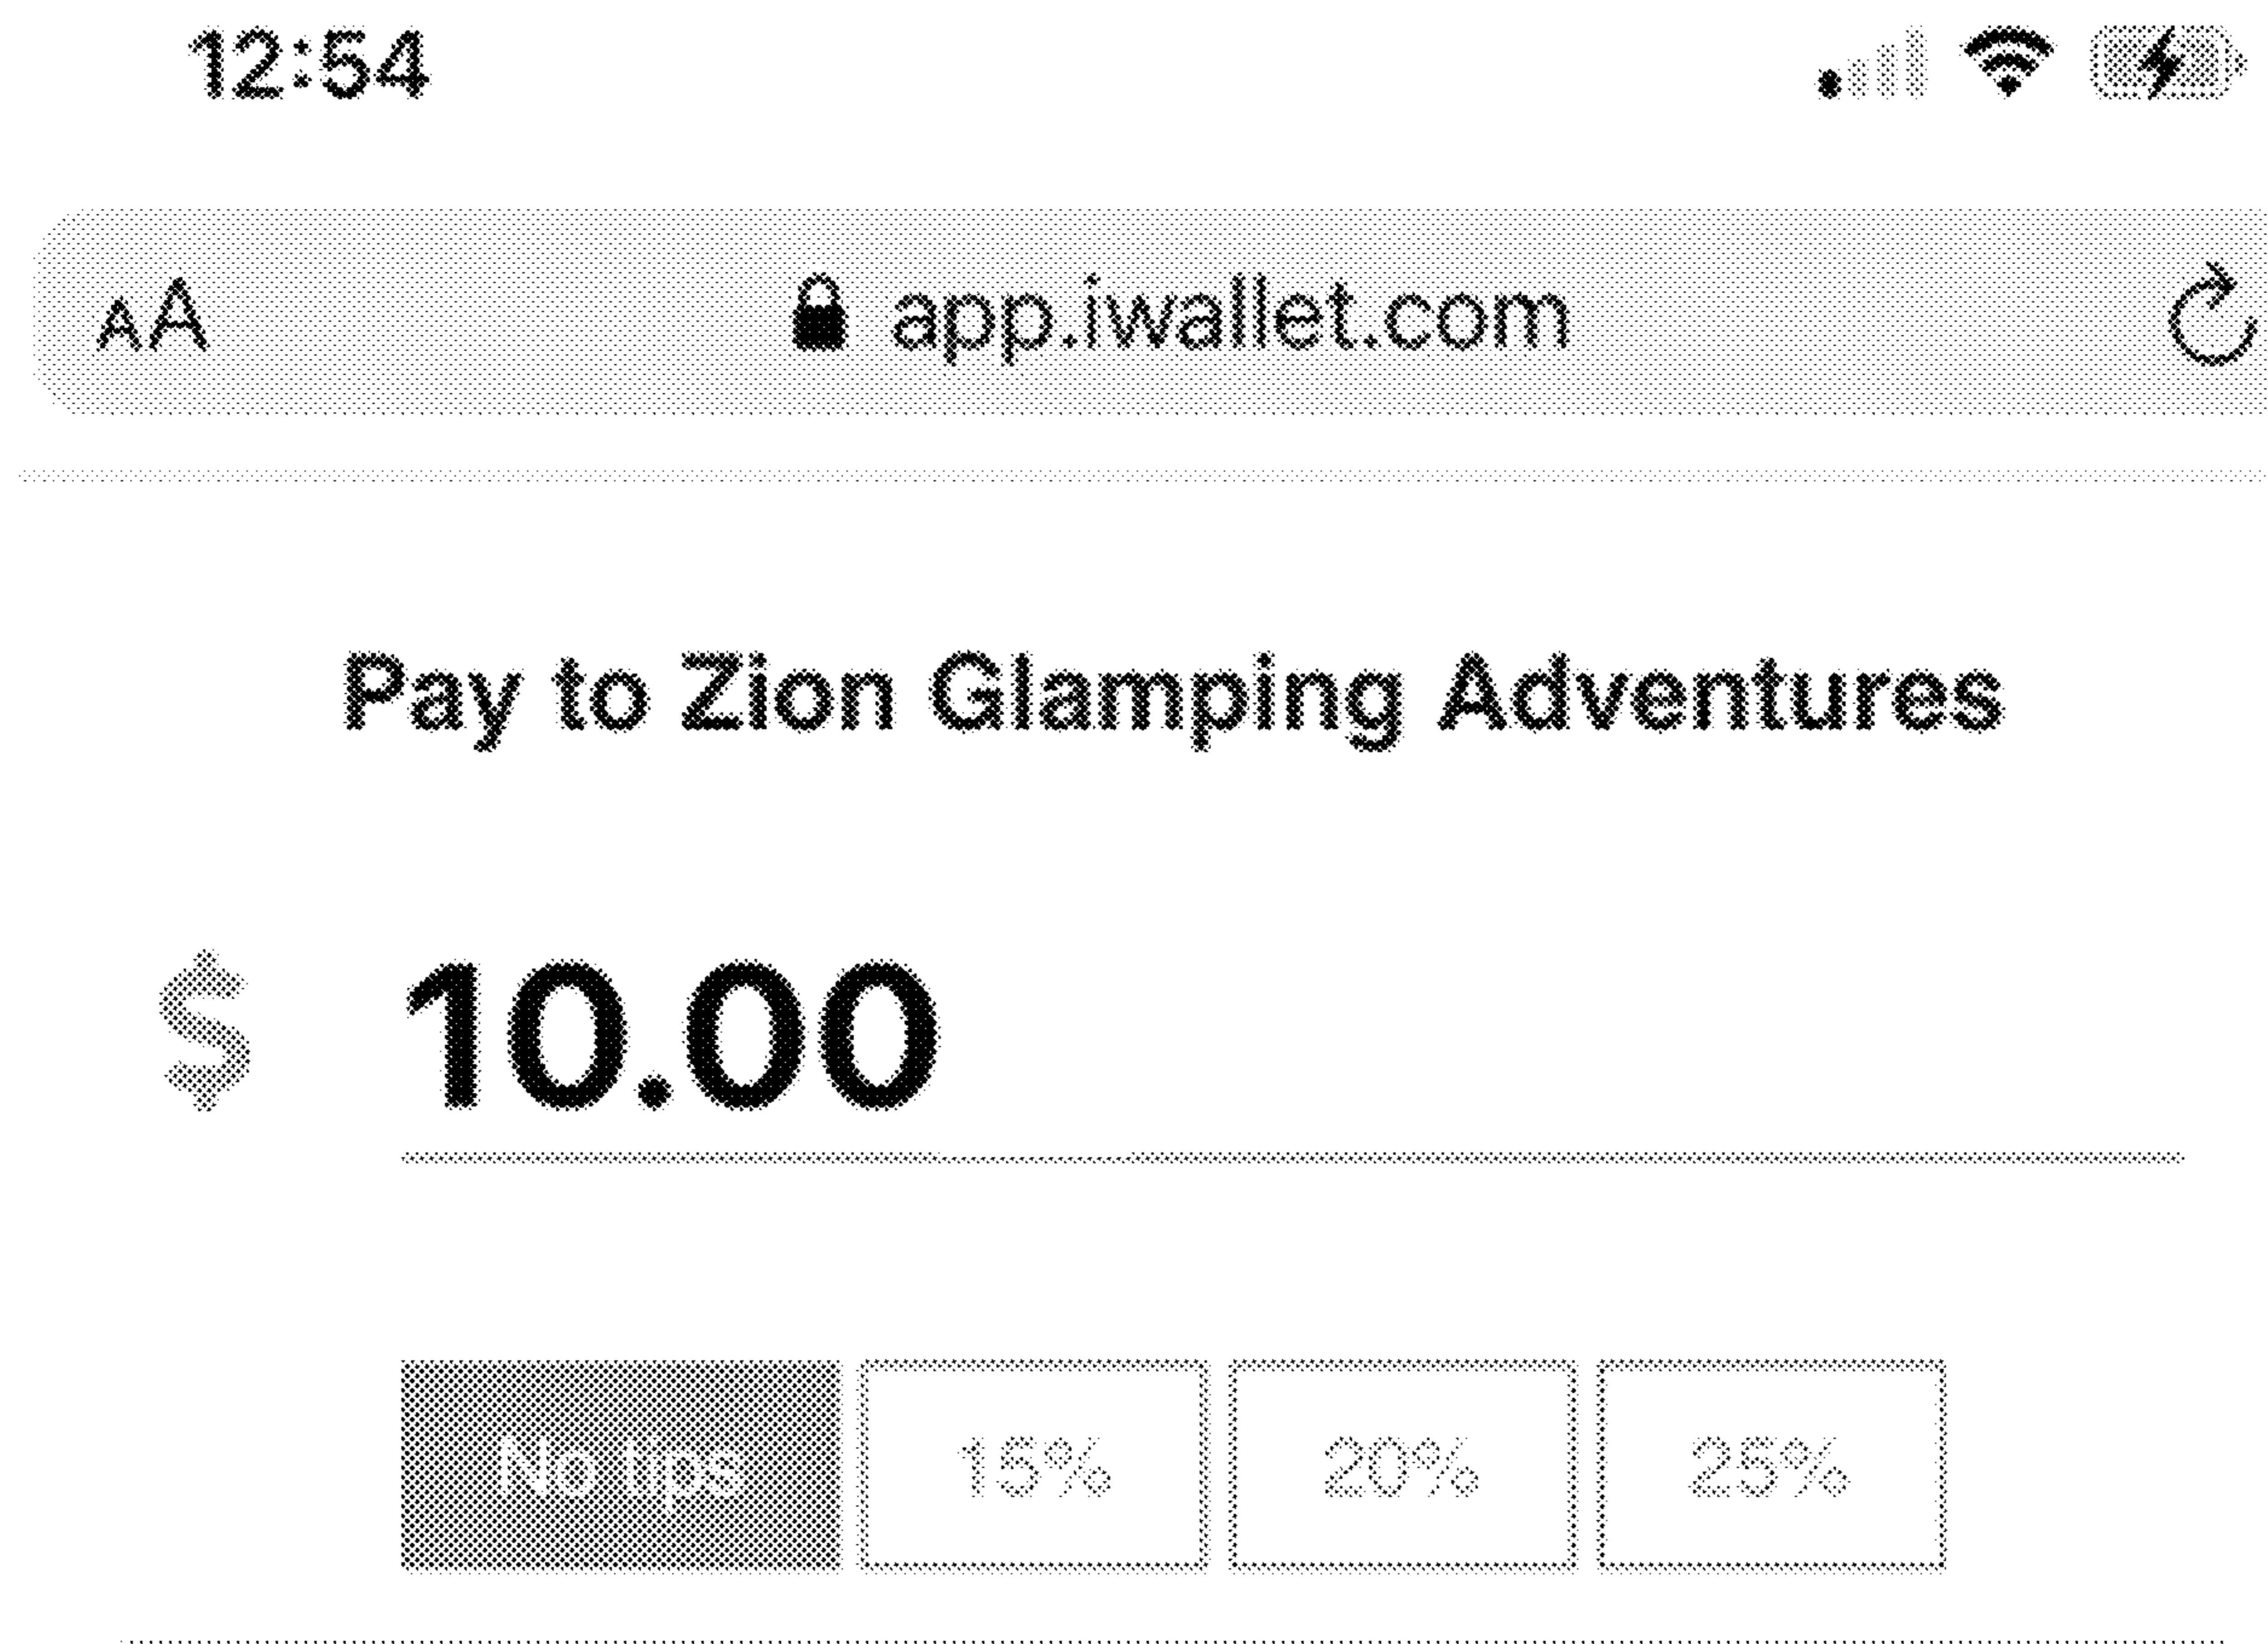 12:54
AA app.iwallet.com
Pay to Zion Glamping Adventures
$ 10.00
No tips 15% 20% 25%